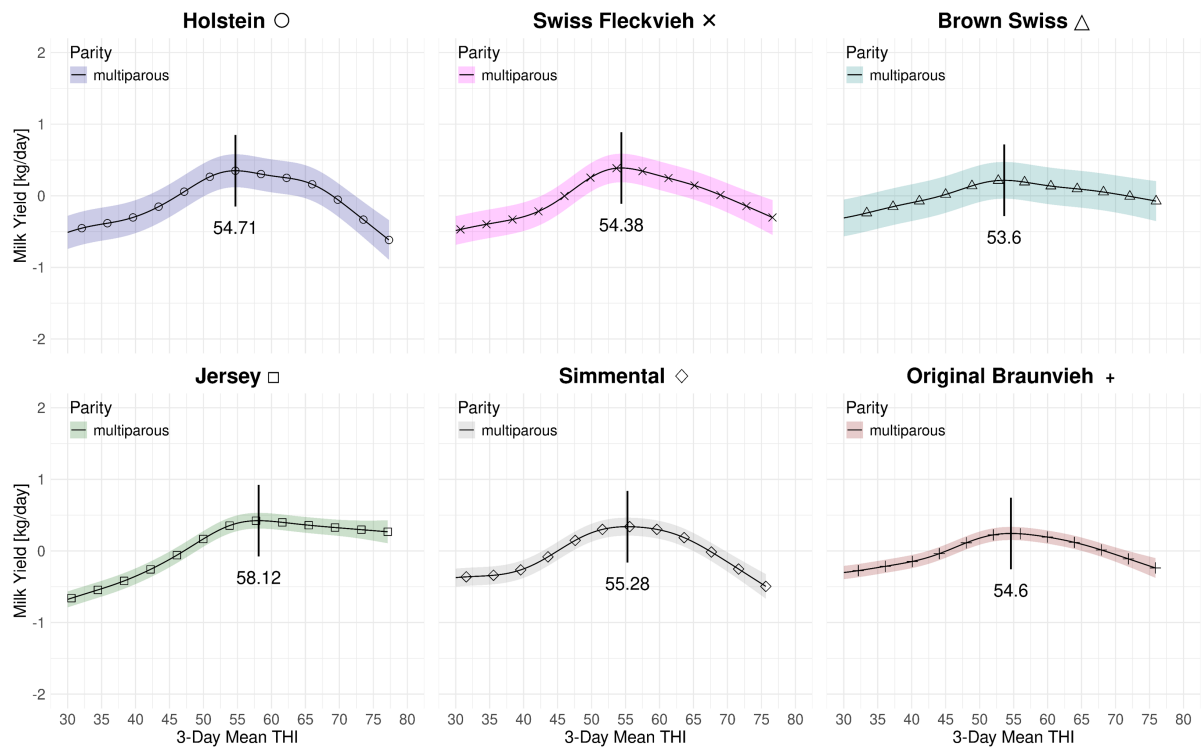 Holstein ○ Swiss Fleckvieh × Brown Swiss △
Parity
multiparous
Parity
multiparous
Parity
multiparous
2
1
0
-1
-2
Milk Yield [kg/day]
54.71
54.38
53.6
Jersey □ Simmental ◇ Original Braunvieh +
Parity
multiparous
Parity
multiparous
Parity
multiparous
2
1
0
-1
-2
Milk Yield [kg/day]
58.12
55.28
54.6
30 35 40 45 50 55 60 65 70 75 80
30 35 40 45 50 55 60 65 70 75 80
30 35 40 45 50 55 60 65 70 75 80
3-Day Mean THI
3-Day Mean THI
3-Day Mean THI